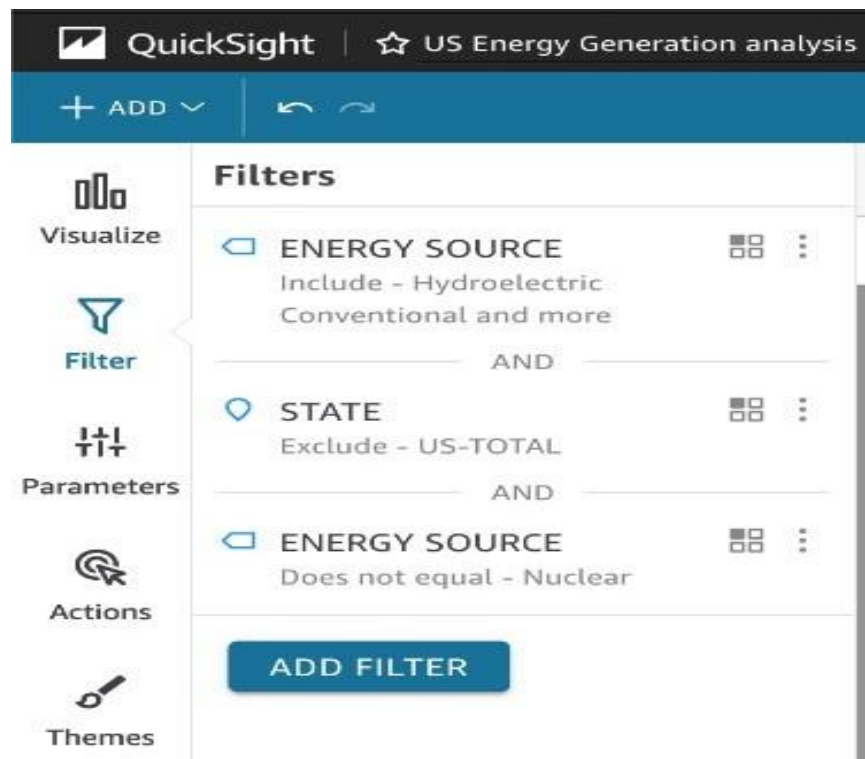 QuickSight
US Energy Generation analysis
ADD
Filters
Visualize
ENERGY SOURCE
Include - Hydroelectric
Conventional and more
Filter
AND
STATE
Exclude - US-TOTAL
Parameters
AND
ENERGY SOURCE
Does not equal - Nuclear
Actions
ADD FILTER
Themes